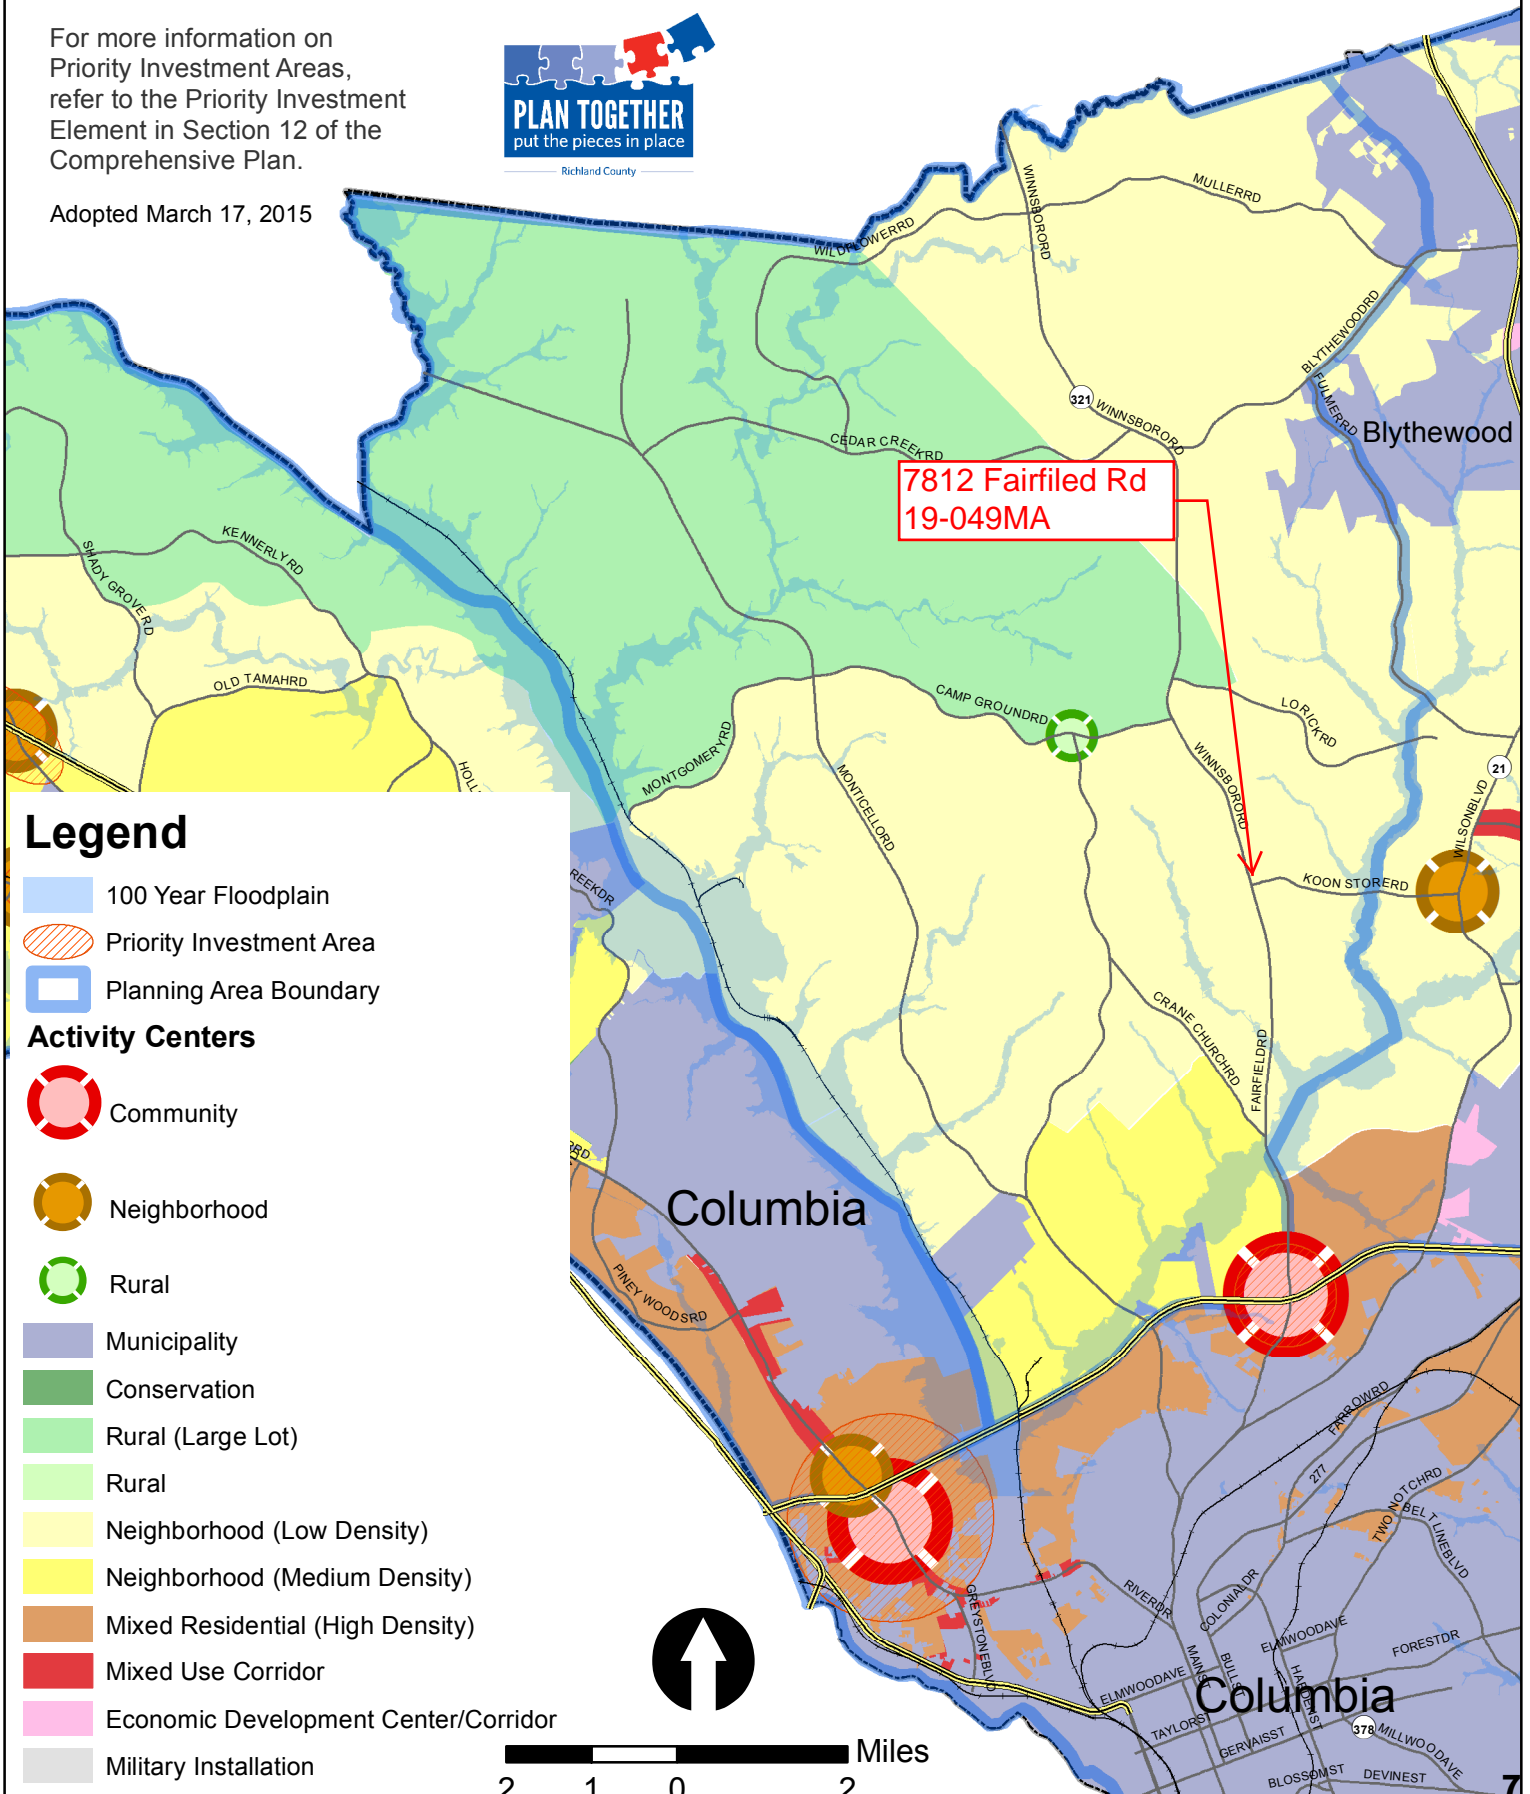 For more information on
Priority Investment Areas,
refer to the Priority Investment
Element in Section 12 of the
Comprehensive Plan.
Adopted March 17, 2015
PLAN TOGETHER
put the pieces in place
Richland County
WINNSBORORD
MULLERRD
WILDFLOWERRD
BLYTHEWOODRD
FULMERRD
321
WINNSBORORD
Blythewood
CEDAR CREEKRD
7812 Fairfiled Rd
19-049MA
KENNERLYRD
SHADY GROVERD
OLD TAMAHRD
CAMP GROUNDRD
LORICKRD
MONTGOMERYRD
WINNSBORORD
MONTICELLORD
21
WILSONBLVD
KOON STORERD
CRANE CHURCHRD
FAIRFIELDRD
Legend
100 Year Floodplain
Priority Investment Area
Planning Area Boundary
Activity Centers
Community
Neighborhood
Rural
Municipality
Conservation
Rural (Large Lot)
Rural
Neighborhood (Low Density)
Neighborhood (Medium Density)
Mixed Residential (High Density)
Mixed Use Corridor
Economic Development Center/Corridor
Military Installation
Columbia
PINEY WOODSRD
FARROWRD
277
TWO NOTCHRD
BELTLINEBLVD
GREYSTONEBLVD
RIVERDR
COLONIALDR
ELMWOODAVE
FORESTDR
MAINST
BULLST
HARDENST
ELMWOODAVE
Columbia
TAYLORST
GERVAISST
378
MILLWOODAVE
BLOSSOMST
DEVINEST
Miles
2 1 0 2
7